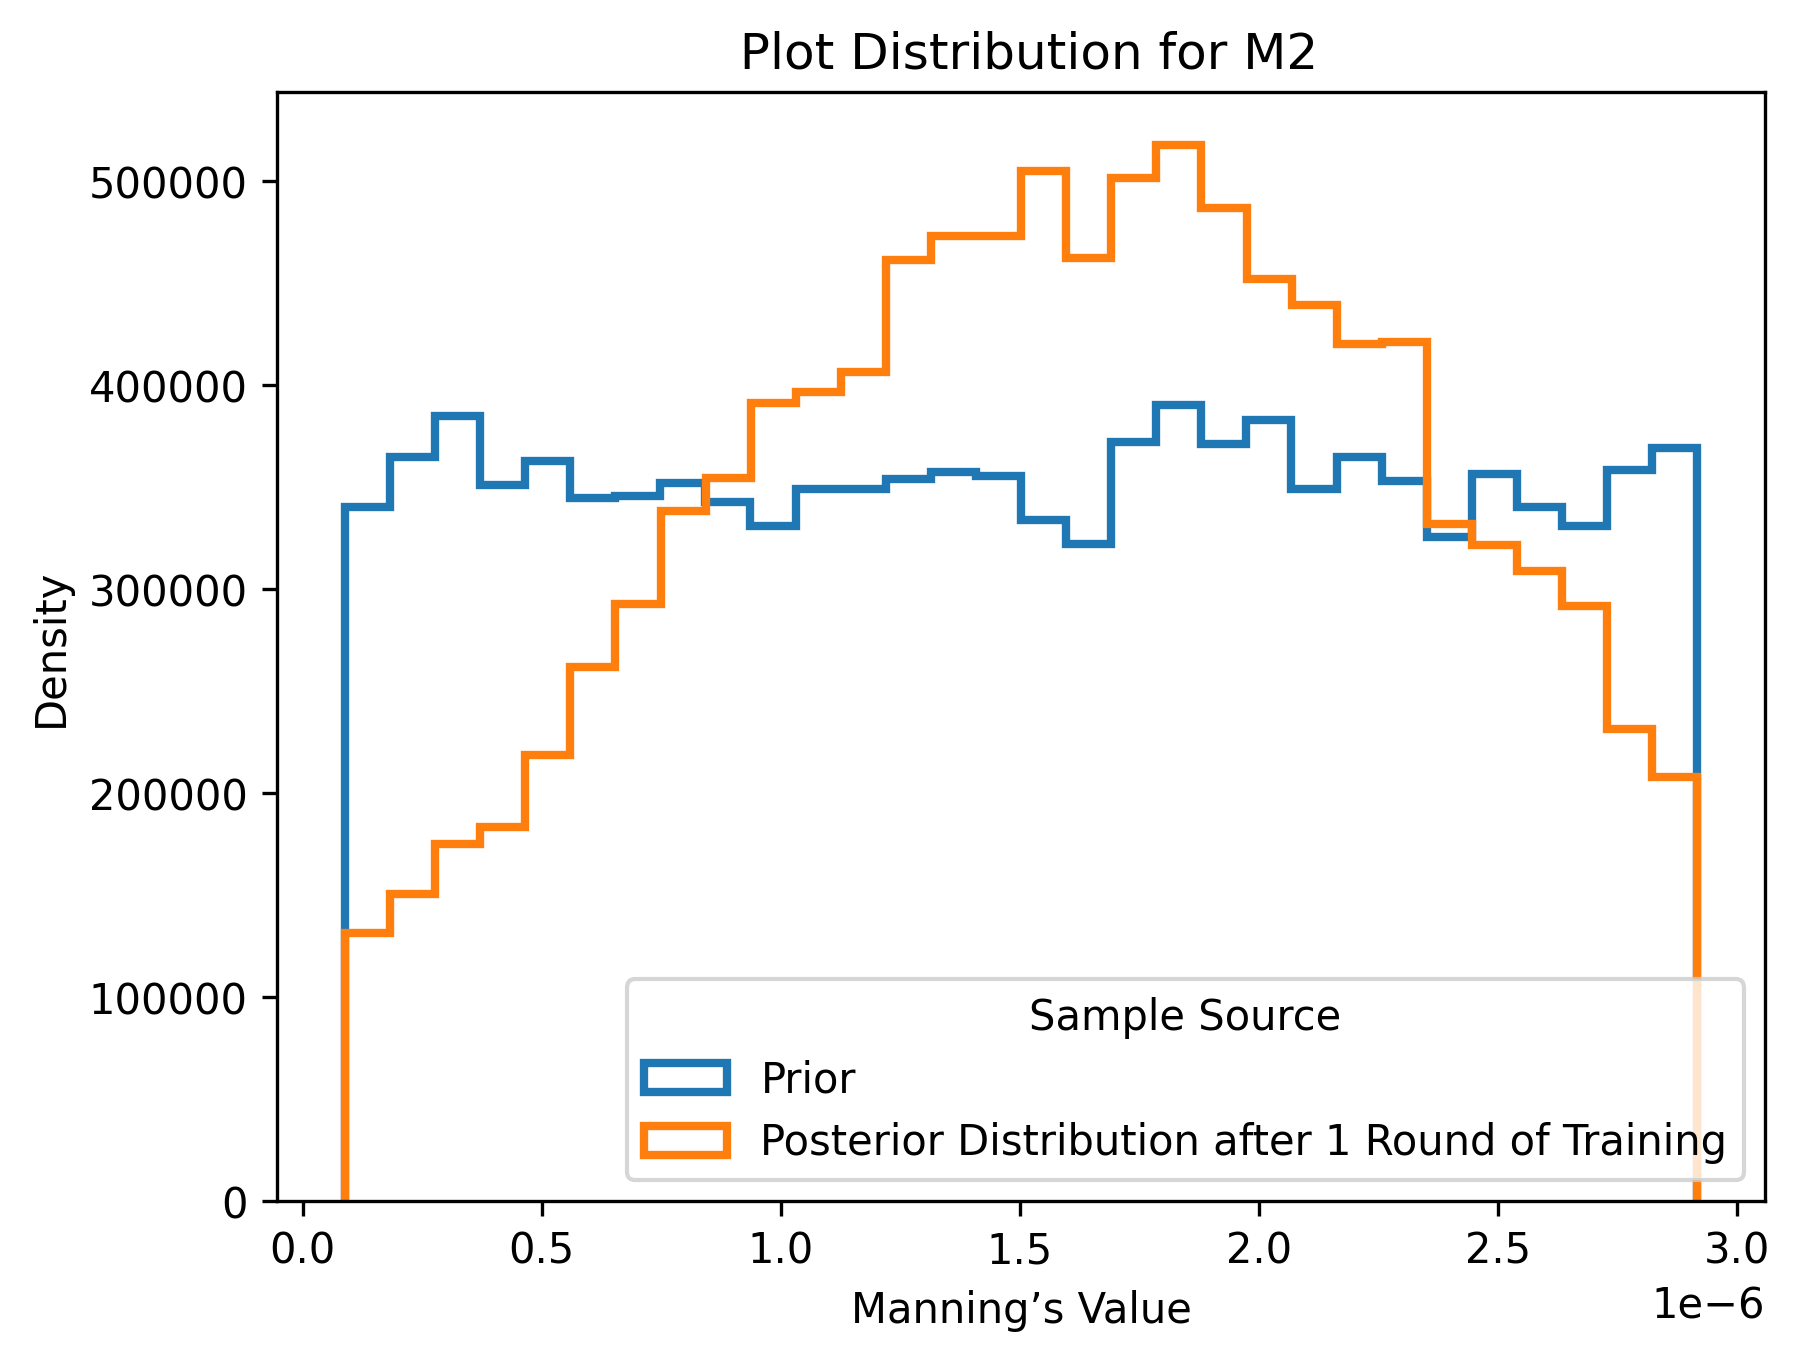 Plot Distribution for M2
Density
500000
400000
300000
200000
100000
0
Sample Source
Prior
Posterior Distribution after 1 Round of Training
0.0 0.5 1.0 1.5 2.0 2.5 3.0
Manning’s Value
1e−6